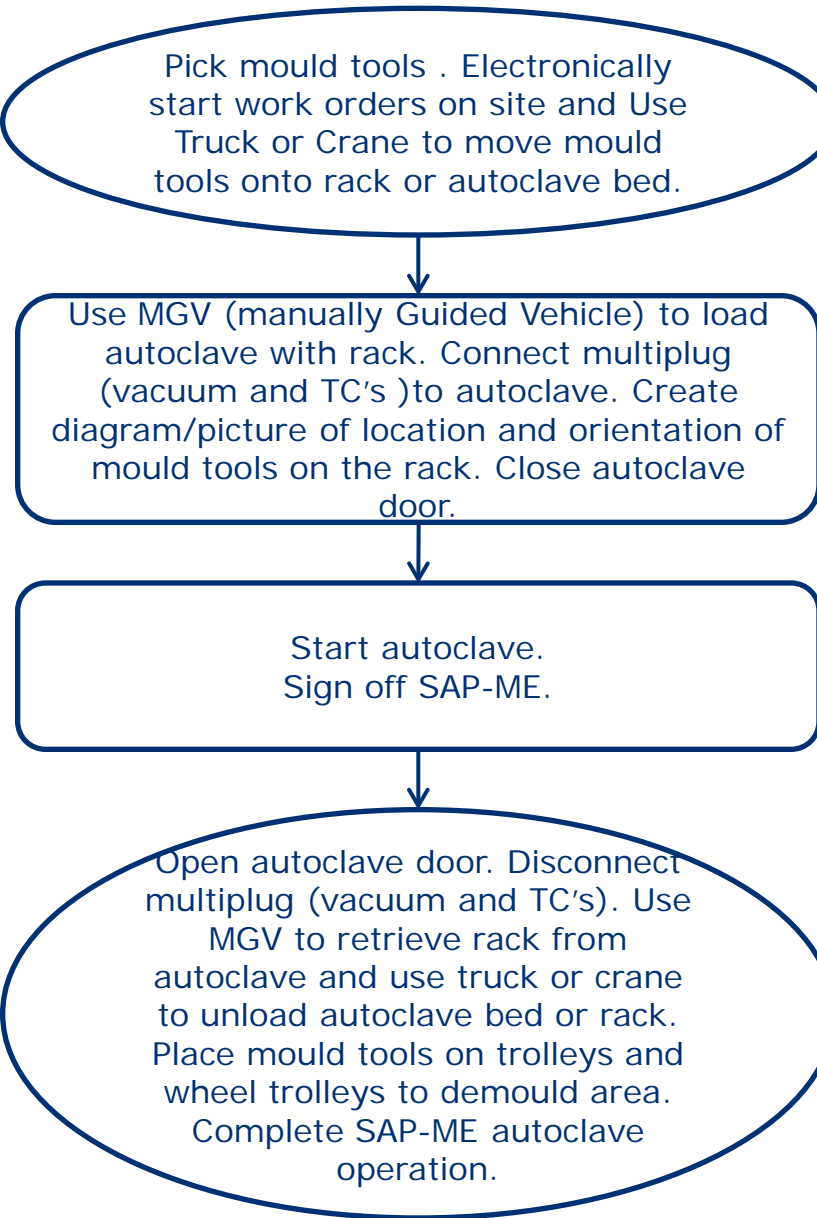 Pick mould tools . Electronically
start work orders on site and Use
Truck or Crane to move mould
tools onto rack or autoclave bed.
Use MGV (manually Guided Vehicle) to load
autoclave with rack. Connect multiplug
(vacuum and TC’s )to autoclave. Create
diagram/picture of location and orientation of
mould tools on the rack. Close autoclave
door.
Start autoclave.
Sign off SAP-ME.
Open autoclave door. Disconnect
multiplug (vacuum and TC’s). Use
MGV to retrieve rack from
autoclave and use truck or crane
to unload autoclave bed or rack.
Place mould tools on trolleys and
wheel trolleys to demould area.
Complete SAP-ME autoclave
operation.